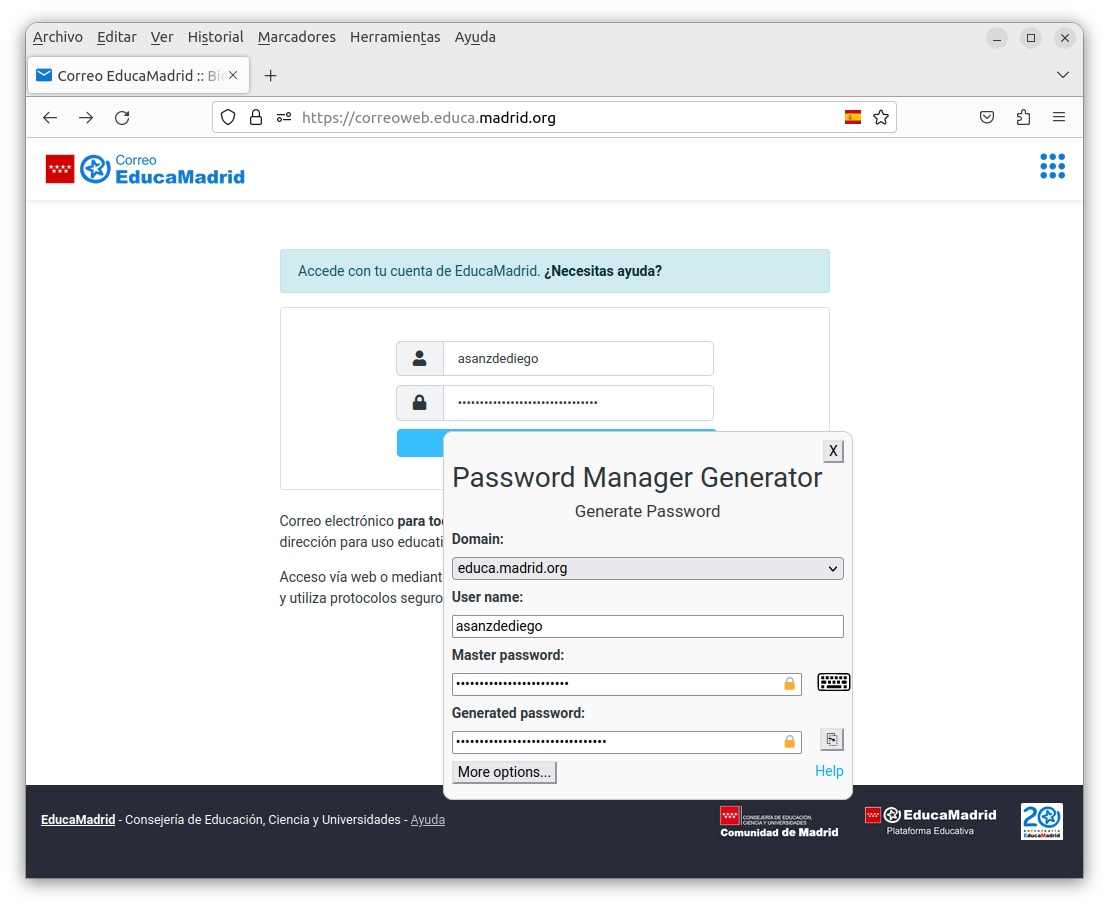 Archivo Editar Ver Historial Marcadores Herramientas Ayuda
Correo EducaMadrid :: Bie
https://correoweb.educa.madrid.org
Correo
EducaMadrid
Accede con tu cuenta de EducaMadrid. ¿Necesitas ayuda?
asanzdediego
••••••••••••••••••••••••••••••••
X
Password Manager Generator
Generate Password
Domain:
educa.madrid.org
User name:
asanzdediego
Master password:
••••••••••••••••••••••••
Generated password:
••••••••••••••••••••••••••••••••
More options...
Help
Correo electrónico para to
dirección para uso educati
Acceso vía web o mediant
y utiliza protocolos seguro
EducaMadrid - Consejería de Educación, Ciencia y Universidades - Ayuda
CONSEJERÍA DE EDUCACIÓN,
CIENCIA Y UNIVERSIDADES
Comunidad de Madrid
EducaMadrid
Plataforma Educativa
20
aniversario
EducaMadrid